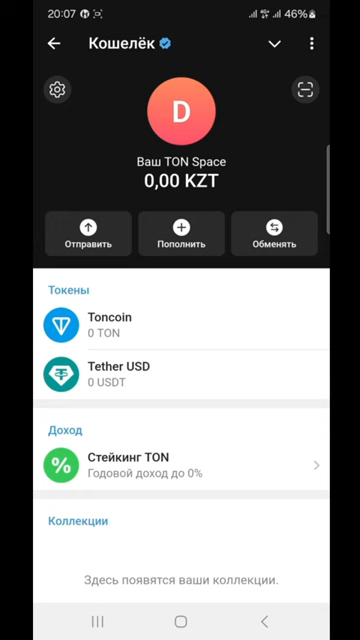 20:07
46%
Кошелёк
D
Ваш TON Space
0,00 KZT
Отправить
Пополнить
Обменять
Токены
Toncoin
0 TON
Tether USD
0 USDT
Доход
%
Стейкинг TON
Годовой доход до 0%
Коллекции
Здесь появятся ваши коллекции.